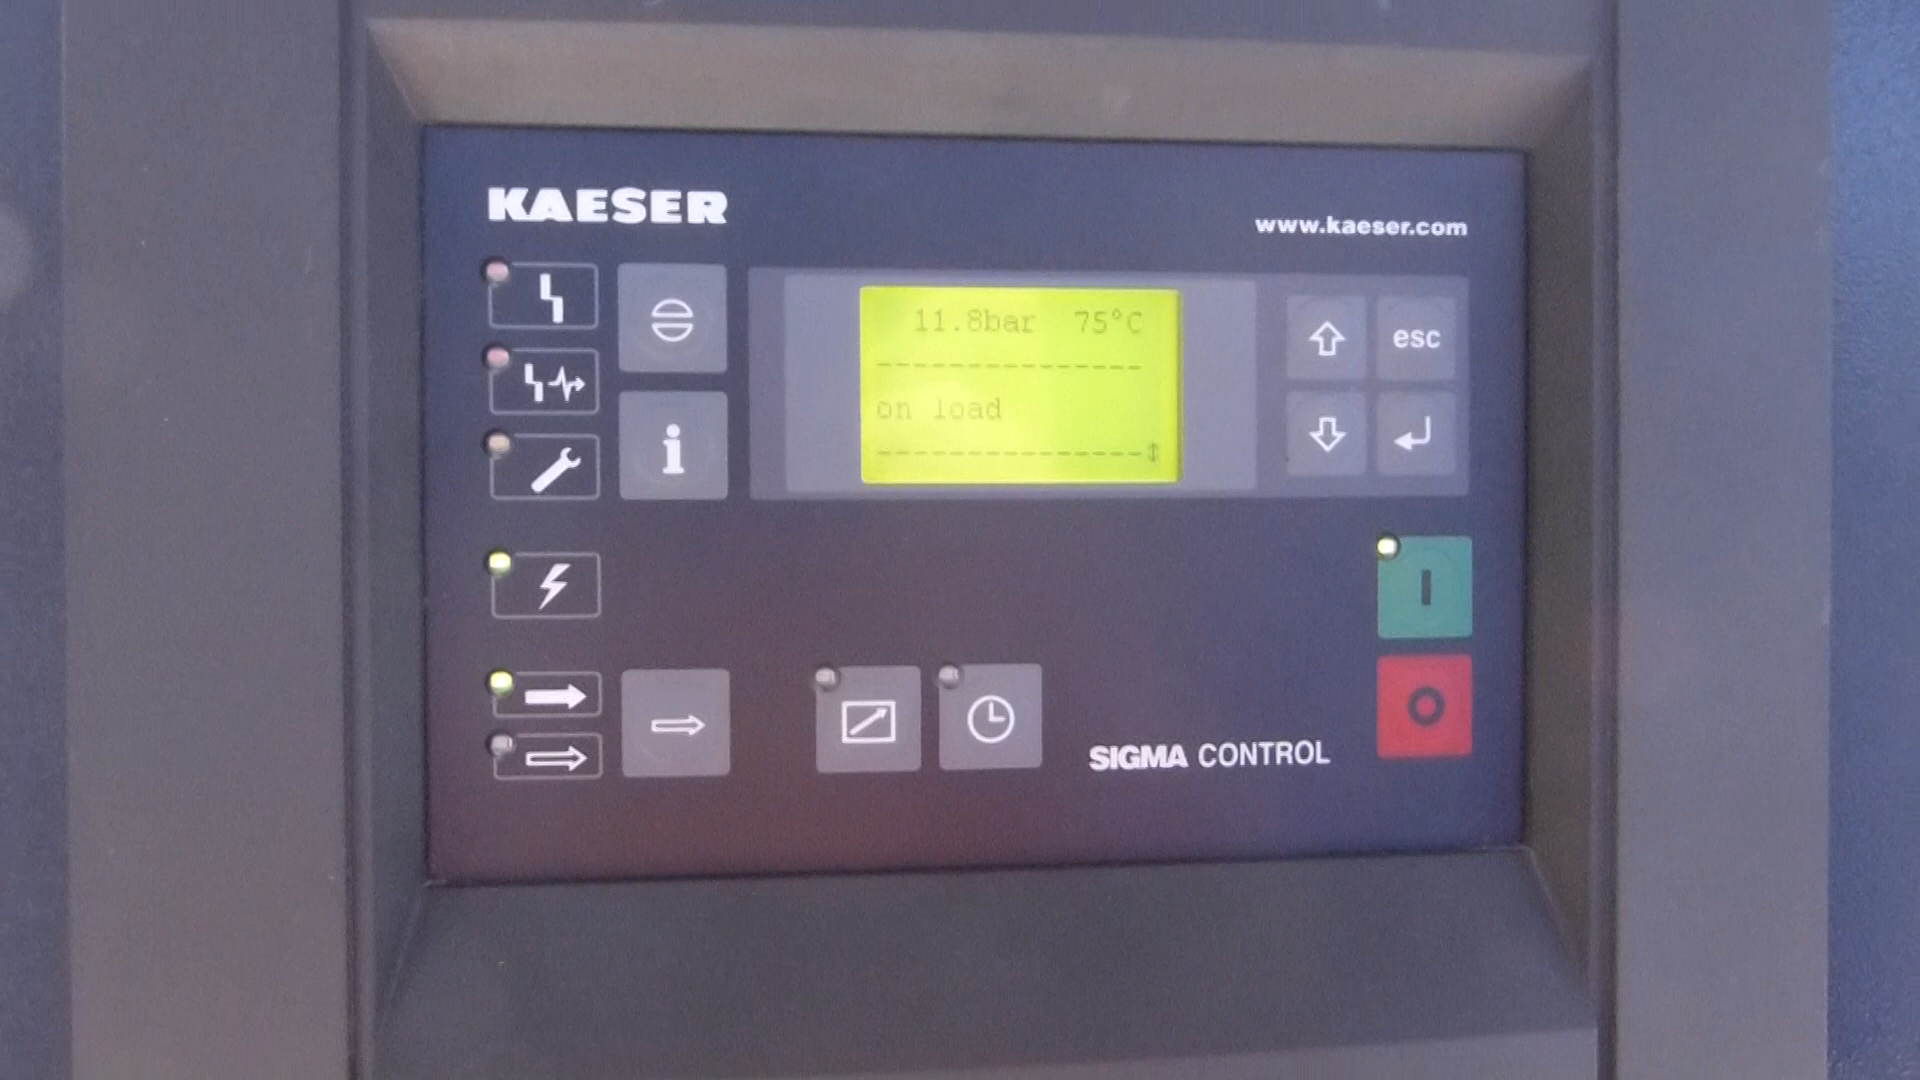 KAESER
www.kaeser.com
11.8bar 75°C
--------------
on load
--------------
esc
i
I
O
SIGMA CONTROL